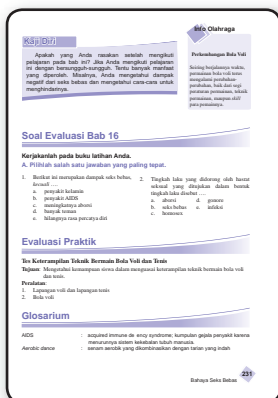 Kaji Diri
Apakah yang Anda rasakan setelah mengikuti
pelajaran pada bab ini? Jika Anda mengikuti pelajaran
ini dengan bersungguh-sungguh. Tentu banyak manfaat
yang diperoleh. Misalnya, Anda mengetahui dampak
negatif dari seks bebas dan mengetahui cara-cara untuk
menghindarinya.
Info Olahraga
Perkembangan Bola Voli
Seiring berjalannya waktu,
permainan bola voli terus
mengalami perubahan-
perubahan, baik dari segi
peraturan permainan, teknik
permainan, maupun skill
para pemainnya.
Soal Evaluasi Bab 16
Kerjakanlah pada buku latihan Anda.
A. Pilihlah salah satu jawaban yang paling tepat.
1. Berikut ini merupakan dampak seks bebas,
kecuali ....
a. penyakit kelamin
b. penyakit AIDS
c. meningkatnya aborsi
d. banyak teman
e. hilangnya rasa percaya diri
2. Tingkah laku yang didorong oleh hasrat
seksual yang ditujukan dalam bentuk
tingkah laku disebut ....
a. aborsi d. gonore
b. seks bebas e. infeksi
c. homosex
Evaluasi Praktik
Tes Keterampilan Teknik Bermain Bola Voli dan Tenis
Tujuan: Mengetahui kemampuan siswa dalam menguasai keterampilan teknik bermain bola voli
dan tenis.
Peralatan:
1. Lapangan voli dan lapangan tenis
2. Bola voli
Glosarium
AIDS : acquired immune de ency syndrome; kumpulan gejala penyakit karena
menurunnya sistem kekebalan tubuh manusia.
Aerobic dance : senam aerobik yang dikombinasikan dengan tarian yang indah
231
Bahaya Seks Bebas